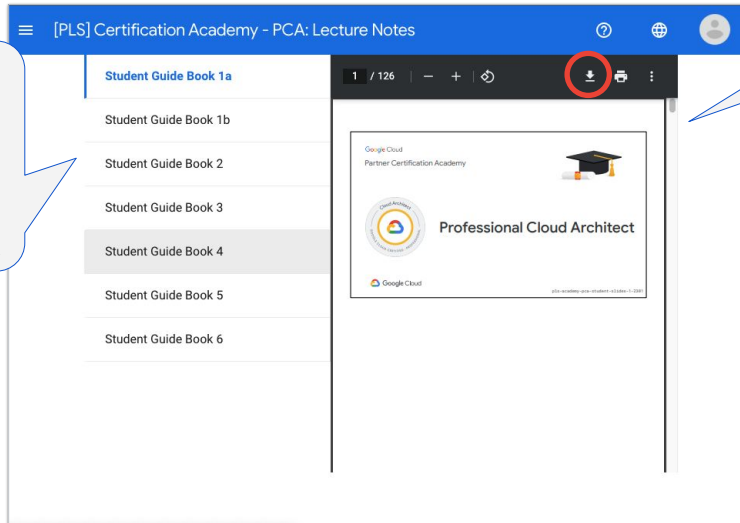 [PLS] Certification Academy - PCA: Lecture Notes
Student Guide Book 1a
Student Guide Book 1b
Student Guide Book 2
Student Guide Book 3
Student Guide Book 4
Student Guide Book 5
Student Guide Book 6
1 / 126
Google Cloud
Partner Certification Academy
Cloud Architect
Professional Cloud Architect
Google Cloud